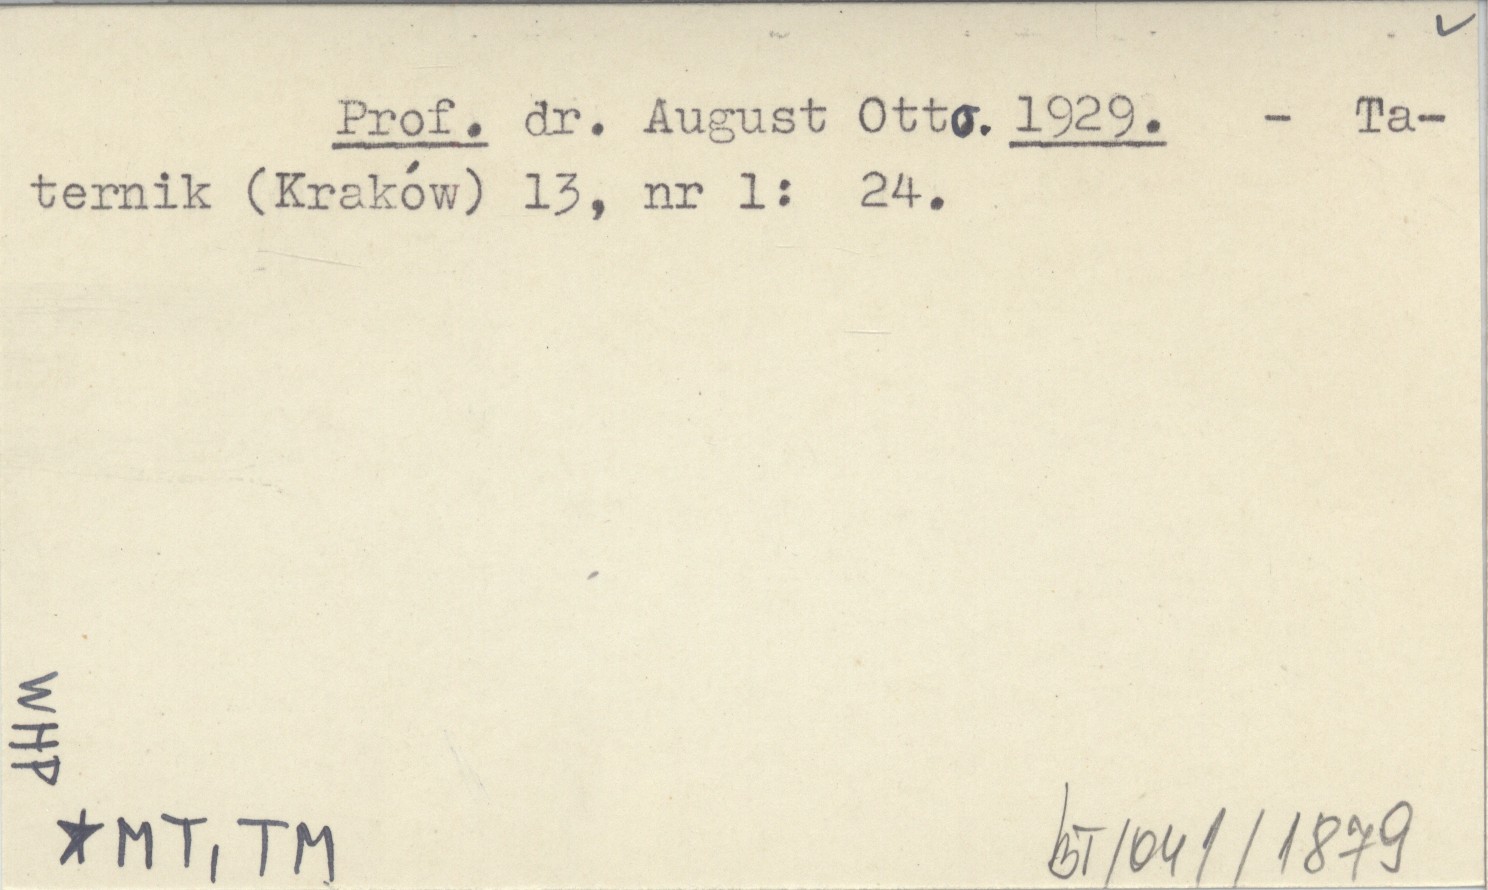 Prof. dr. August Otto. 1929. - Ta-
ternik (Kraków) 13, nr 1: 24.
WHP
*MT, TM
BT/041/1879